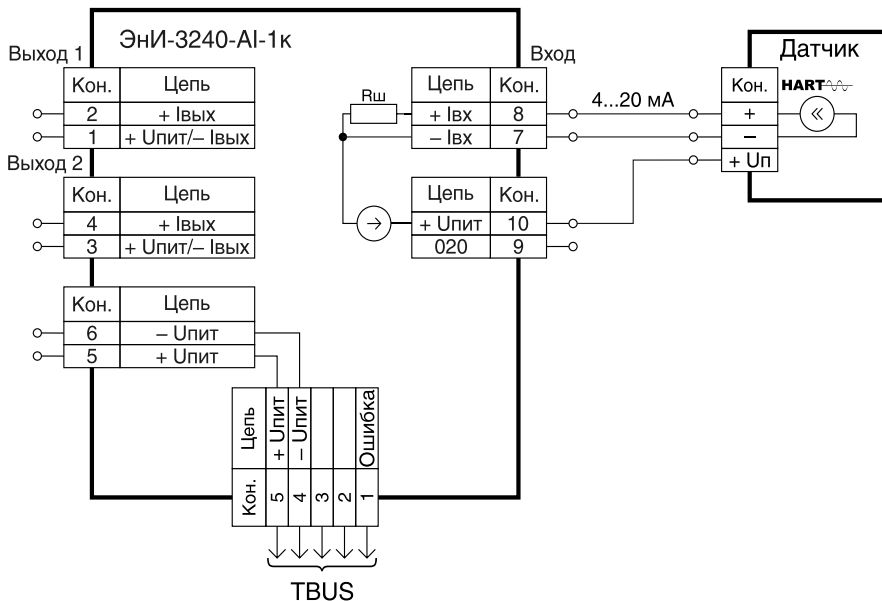 ЭнИ-3240-AI-1к
Выход 1
Кон. Цепь
2 + Iвых
1 + Uпит/– Iвых
Выход 2
Кон. Цепь
4 + Iвых
3 + Uпит/– Iвых
Кон. Цепь
6 – Uпит
5 + Uпит
Вход
Rш
Цепь Кон.
+ Iвх 8
– Iвх 7
Цепь Кон.
+ Uпит 10
020 9
4...20 мА
Датчик
Кон.
HART
+
–
+ Uп
Цепь + Uпит – Uпит Ошибка
Кон. 5 4 3 2 1
TBUS